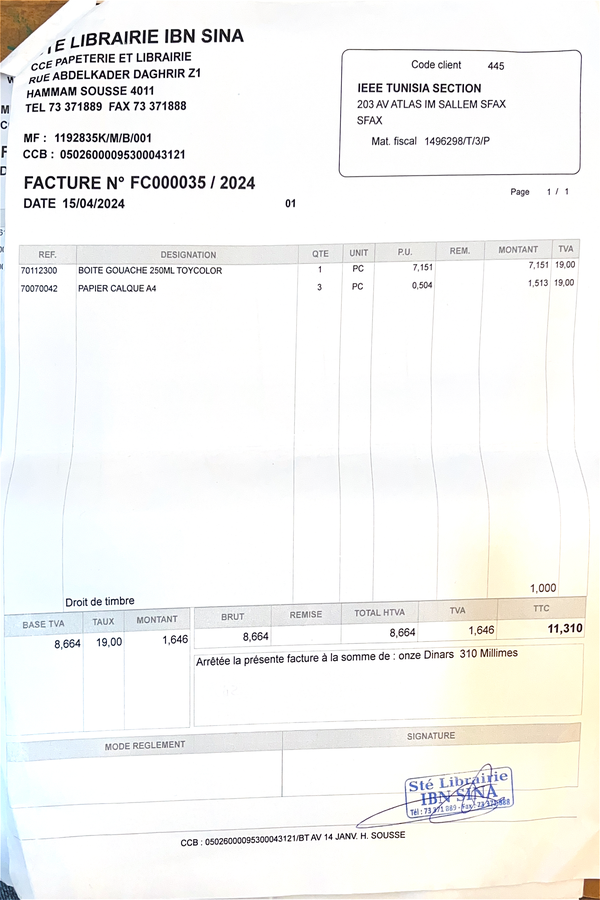 STÉ LIBRAIRIE IBN SINA
CCE PAPETERIE ET LIBRAIRIE
RUE ABDELKADER DAGHRIR Z1
HAMMAM SOUSSE 4011
TEL 73 371889 FAX 73 371888
MF : 1192835K/M/B/001
CCB : 05026000095300043121
FACTURE N° FC000035 / 2024
DATE 15/04/2024
01
Code client 445
IEEE TUNISIA SECTION
203 AV ATLAS IM SALLEM SFAX
SFAX
Mat. fiscal 1496298/T/3/P
Page 1 / 1
REF. DESIGNATION QTE UNIT P.U. REM. MONTANT TVA
70112300 BOITE GOUACHE 250ML TOYCOLOR 1 PC 7,151 7,151 19,00
70070042 PAPIER CALQUE A4 3 PC 0,504 1,513 19,00
Droit de timbre 1,000
BASE TVA TAUX MONTANT
8,664 19,00 1,646
BRUT REMISE TOTAL HTVA TVA TTC
8,664 8,664 1,646 11,310
Arrêtée la présente facture à la somme de : onze Dinars 310 Millimes
MODE REGLEMENT SIGNATURE
Sté Librairie
IBN SINA
Tél : 73 371 889 - Fax : 73 371 888
CCB : 05026000095300043121/BT AV 14 JANV. H. SOUSSE